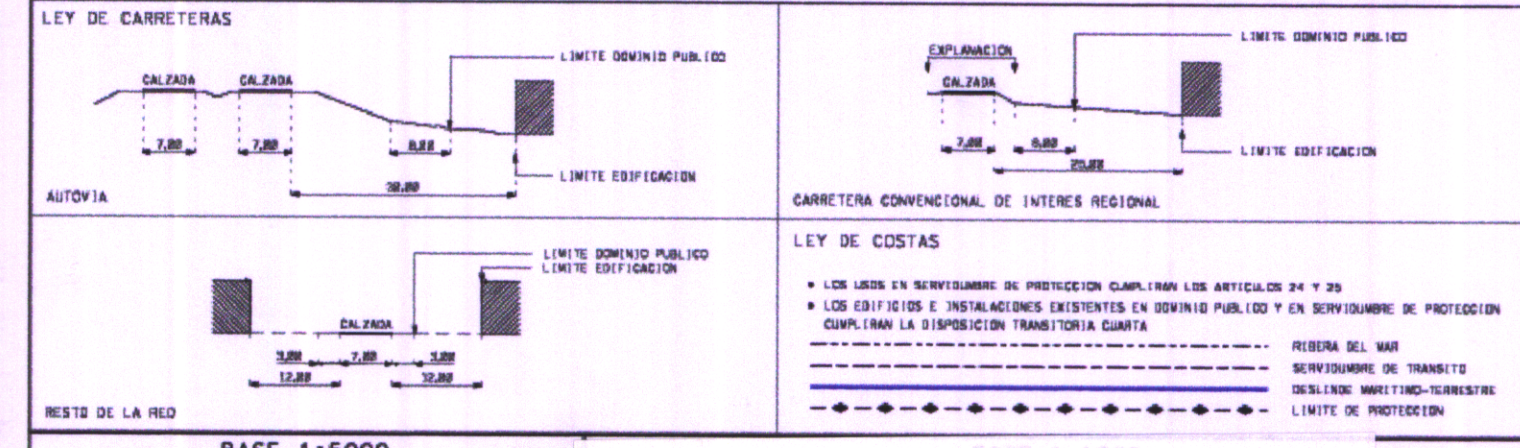 LEY DE CARRETERAS
LIMITE DOMINIO PUBLICO
CALZADA CALZADA
7,00 7,00 8,00
LIMITE EDIFICACION
AUTOVIA
LIMITE DOMINIO PUBLICO
EXPLANACION
CALZADA
7,00 8,00
LIMITE EDIFICACION
20,00
CARRETERA CONVENCIONAL DE INTERES REGIONAL
LIMITE DOMINIO PUBLICO
LIMITE EDIFICACION
CALZADA
3,00 7,00 3,00
12,00 12,00
RESTO DE LA RED
LEY DE COSTAS
• LOS USOS EN SERVIDUMBRE DE PROTECCION CUMPLIRAN LOS ARTICULOS 24 Y 25
• LOS EDIFICIOS E INSTALACIONES EXISTENTES EN DOMINIO PUBLICO Y EN SERVIDUMBRE DE PROTECCION
CUMPLIRAN LA DISPOSICION TRANSITORIA CUARTA
RIBERA DEL MAR
SERVIDUMBRE DE TRANSITO
DESLINDE MARITIMO-TERRESTRE
LIMITE DE PROTECCION
BASE 1:5000